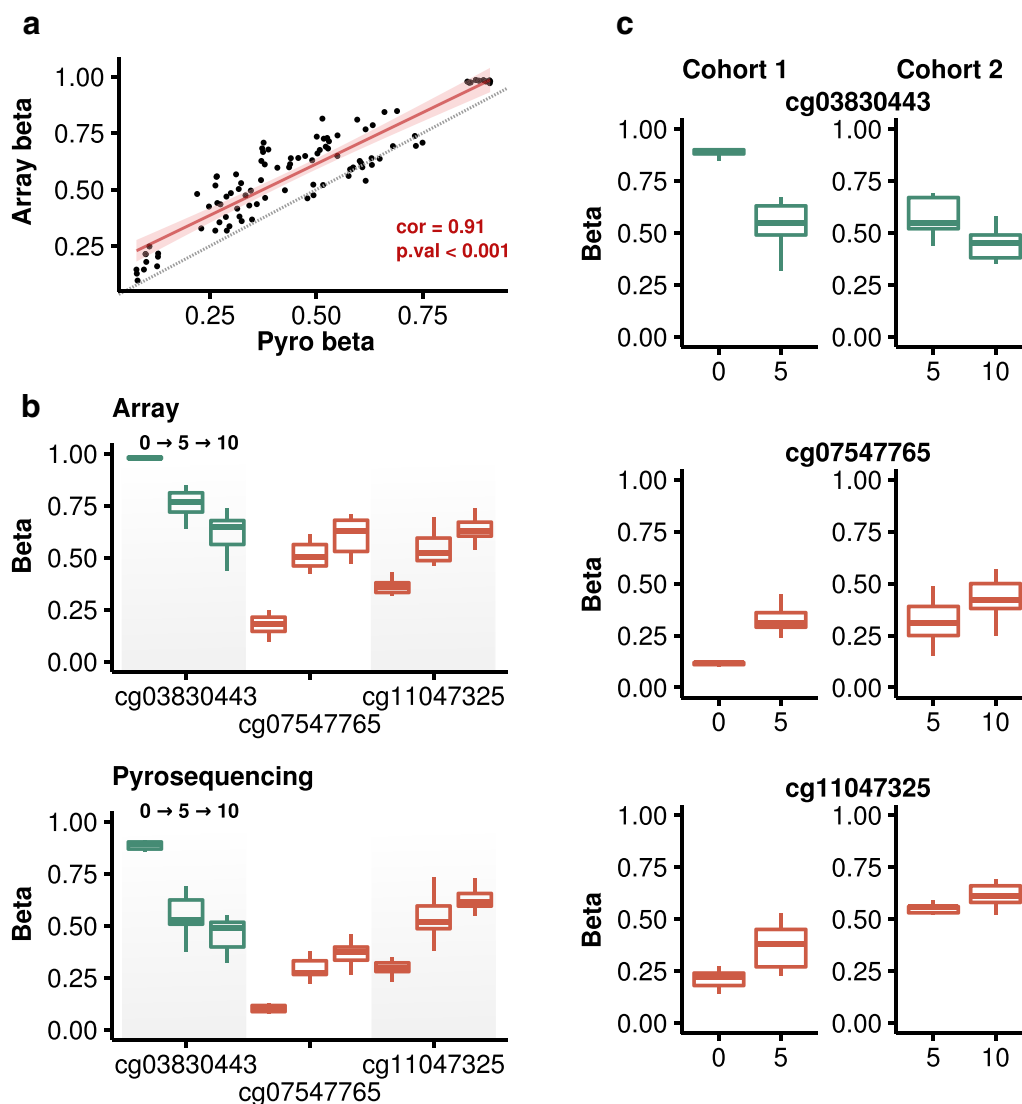 a
Array beta
1.00
0.75
0.50
0.25
cor = 0.91
p.val < 0.001
0.25 0.50 0.75
Pyro beta
b
Array
0 → 5 → 10
Beta
1.00
0.75
0.50
0.25
0.00
cg03830443 cg11047325
cg07547765
Pyrosequencing
0 → 5 → 10
Beta
1.00
0.75
0.50
0.25
0.00
cg03830443 cg11047325
cg07547765
c
Cohort 1 Cohort 2
cg03830443
Beta
1.00 1.00
0.75 0.75
0.50 0.50
0.25 0.25
0.00 0.00
0 5 5 10
cg07547765
Beta
1.00 1.00
0.75 0.75
0.50 0.50
0.25 0.25
0.00 0.00
0 5 5 10
cg11047325
Beta
1.00 1.00
0.75 0.75
0.50 0.50
0.25 0.25
0.00 0.00
0 5 5 10